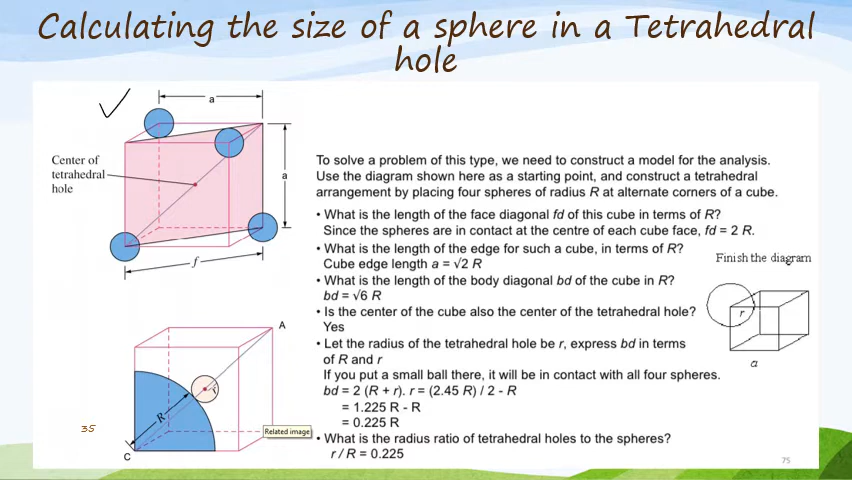 Calculating the size of a sphere in a Tetrahedral
hole
a
Center of
tetrahedral
hole
a
f
To solve a problem of this type, we need to construct a model for the analysis.
Use the diagram shown here as a starting point, and construct a tetrahedral
arrangement by placing four spheres of radius R at alternate corners of a cube.
• What is the length of the face diagonal fd of this cube in terms of R?
Since the spheres are in contact at the centre of each cube face, fd = 2 R.
• What is the length of the edge for such a cube, in terms of R?
Cube edge length a = √2 R
• What is the length of the body diagonal bd of the cube in R?
bd = √6 R
• Is the center of the cube also the center of the tetrahedral hole?
Yes
• Let the radius of the tetrahedral hole be r, express bd in terms
of R and r
If you put a small ball there, it will be in contact with all four spheres.
bd = 2 (R + r). r = (2.45 R) / 2 - R
= 1.225 R - R
= 0.225 R
• What is the radius ratio of tetrahedral holes to the spheres?
r / R = 0.225
Finish the diagram
r
a
A
r
R
C
Related image
35
75